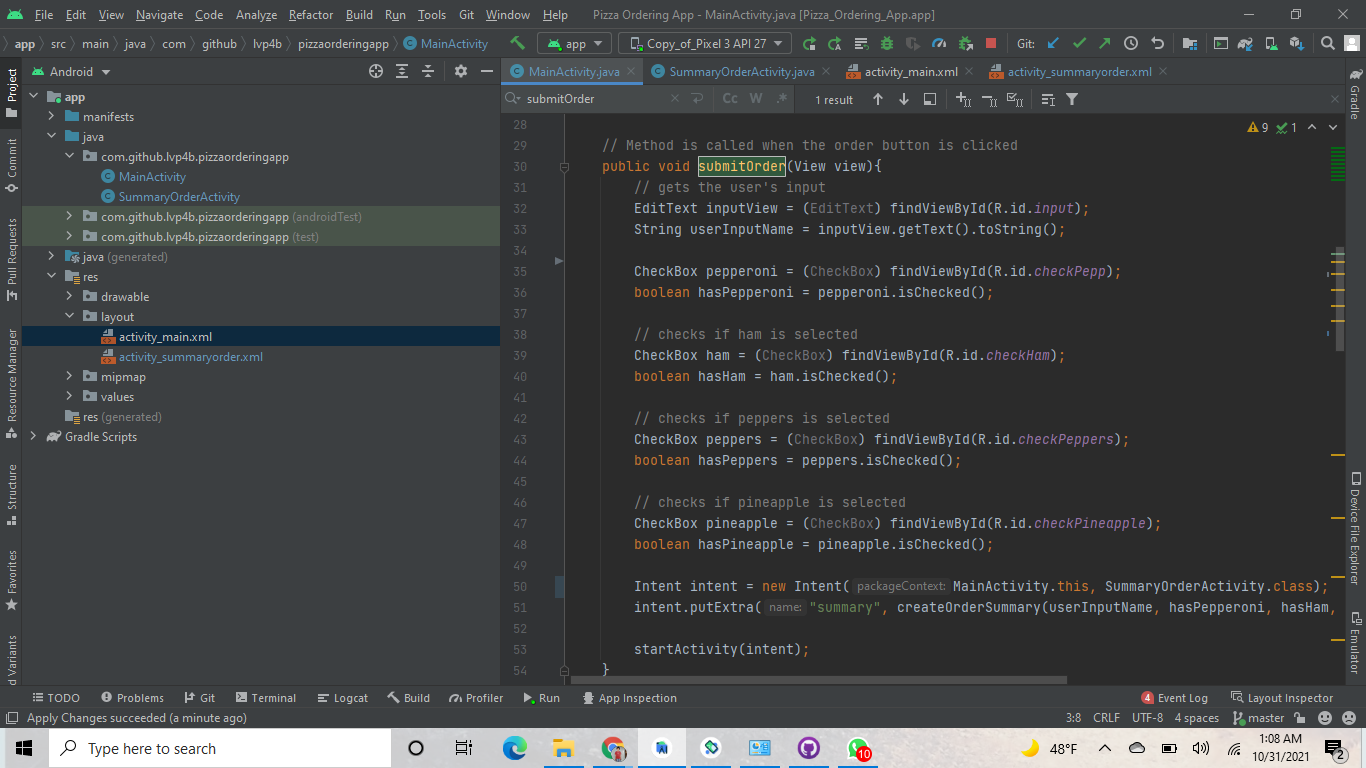 File Edit View Navigate Code Analyze Refactor Build Run Tools Git Window Help Pizza Ordering App - MainActivity.java [Pizza_Ordering_App.app]
app src main java com github lvp4b pizzaorderingapp MainActivity app Copy_of_Pixel 3 API 27 Git:
Android
MainActivity.java SummaryOrderActivity.java activity_main.xml activity_summaryorder.xml
submitOrder Cc W .* 1 result
Project
Commit
Pull Requests
Resource Manager
Structure
Favorites
d Variants
app
manifests
java
com.github.lvp4b.pizzaorderingapp
MainActivity
SummaryOrderActivity
com.github.lvp4b.pizzaorderingapp (androidTest)
com.github.lvp4b.pizzaorderingapp (test)
java (generated)
res
drawable
layout
activity_main.xml
activity_summaryorder.xml
mipmap
values
res (generated)
Gradle Scripts
9 1
28
29 // Method is called when the order button is clicked
30 public void submitOrder(View view){
31 // gets the user's input
32 EditText inputView = (EditText) findViewById(R.id.input);
33 String userInputName = inputView.getText().toString();
34
35 CheckBox pepperoni = (CheckBox) findViewById(R.id.checkPepp);
36 boolean hasPepperoni = pepperoni.isChecked();
37
38 // checks if ham is selected
39 CheckBox ham = (CheckBox) findViewById(R.id.checkHam);
40 boolean hasHam = ham.isChecked();
41
42 // checks if peppers is selected
43 CheckBox peppers = (CheckBox) findViewById(R.id.checkPeppers);
44 boolean hasPeppers = peppers.isChecked();
45
46 // checks if pineapple is selected
47 CheckBox pineapple = (CheckBox) findViewById(R.id.checkPineapple);
48 boolean hasPineapple = pineapple.isChecked();
49
50 Intent intent = new Intent( packageContext: MainActivity.this, SummaryOrderActivity.class);
51 intent.putExtra( name: "summary", createOrderSummary(userInputName, hasPepperoni, hasHam,
52
53 startActivity(intent);
54 }
Gradle
Device File Explorer
Emulator
TODO Problems Git Terminal Logcat Build Profiler Run App Inspection 4 Event Log Layout Inspector
Apply Changes succeeded (a minute ago) 3:8 CRLF UTF-8 4 spaces master
Type here to search 10 48°F 1:08 AM
10/31/2021 2